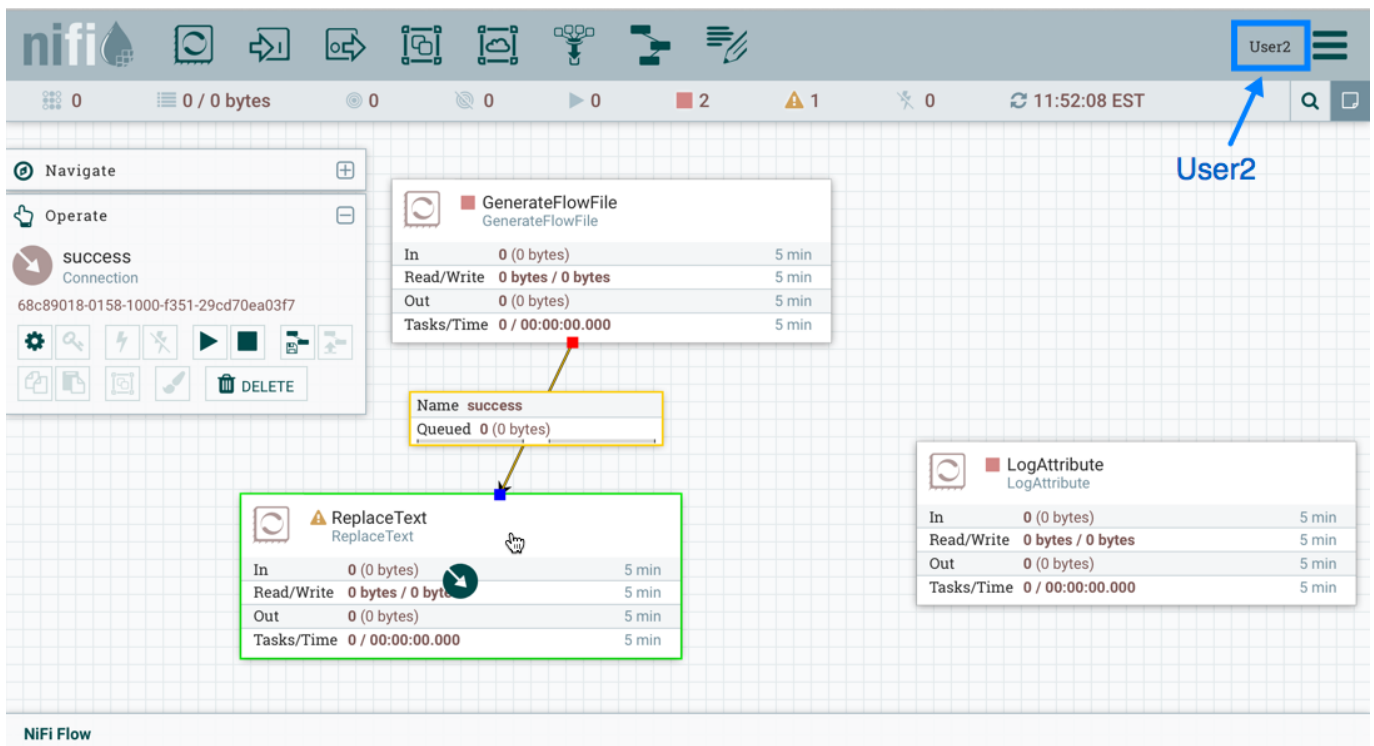 nifi
User2
0
0 / 0 bytes
0
0
0
2
1
0
11:52:08 EST
User2
Navigate
Operate
success
Connection
68c89018-0158-1000-f351-29cd70ea03f7
DELETE
GenerateFlowFile
GenerateFlowFile
In 0 (0 bytes) 5 min
Read/Write 0 bytes / 0 bytes 5 min
Out 0 (0 bytes) 5 min
Tasks/Time 0 / 00:00:00.000 5 min
Name success
Queued 0 (0 bytes)
ReplaceText
ReplaceText
In 0 (0 bytes) 5 min
Read/Write 0 bytes / 0 byte 5 min
Out 0 (0 bytes) 5 min
Tasks/Time 0 / 00:00:00.000 5 min
LogAttribute
LogAttribute
In 0 (0 bytes) 5 min
Read/Write 0 bytes / 0 bytes 5 min
Out 0 (0 bytes) 5 min
Tasks/Time 0 / 00:00:00.000 5 min
NiFi Flow